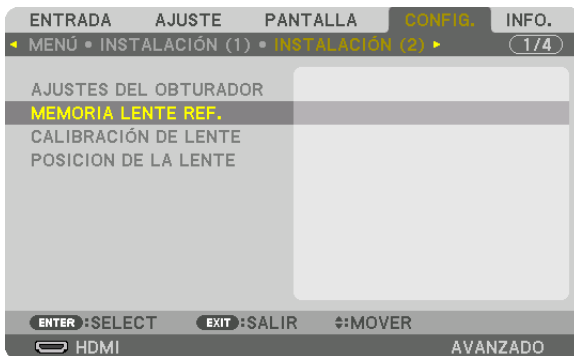 ENTRADA AJUSTE PANTALLA CONFIG. INFO.
MENÚ • INSTALACIÓN (1) • INSTALACIÓN (2) 1/4
AJUSTES DEL OBTURADOR
MEMORIA LENTE REF.
CALIBRACIÓN DE LENTE
POSICION DE LA LENTE
ENTER :SELECT EXIT :SALIR :MOVER
HDMI AVANZADO